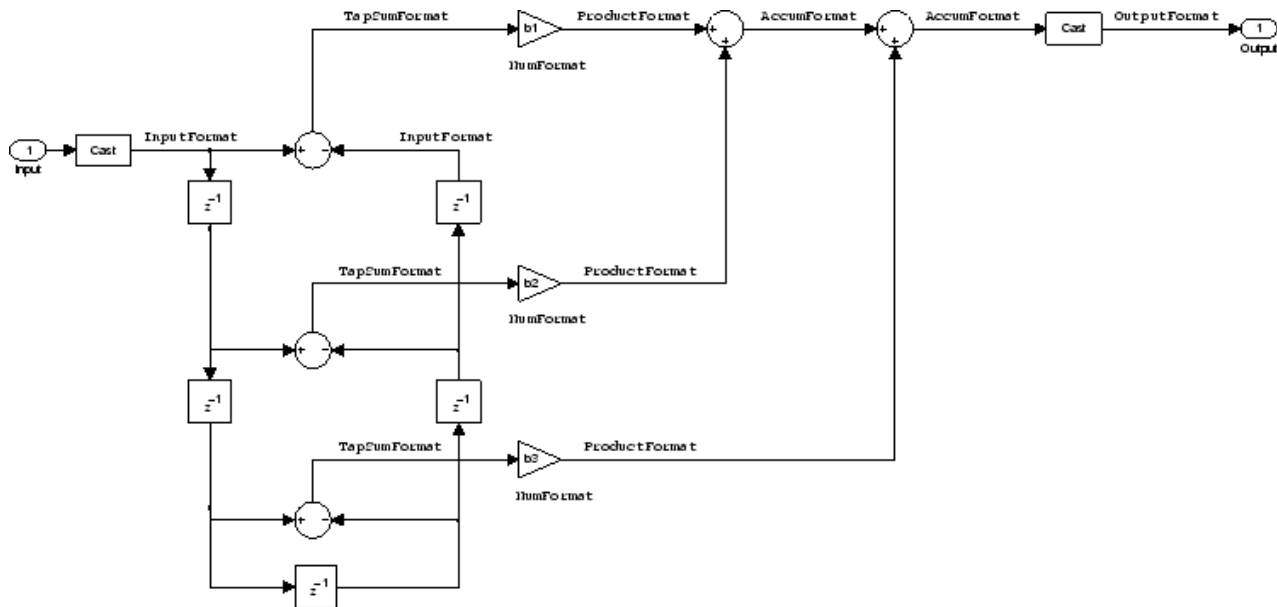 TapSumFormat
b1
ProductFormat
+
+
AccumFormat
+
+
AccumFormat
Cast
OutputFormat
1
Output
NumFormat
1
Input
Cast
InputFormat
+
−
InputFormat
z⁻¹
z⁻¹
TapSumFormat
b2
ProductFormat
NumFormat
+
−
z⁻¹
z⁻¹
TapSumFormat
b3
ProductFormat
NumFormat
+
−
z⁻¹